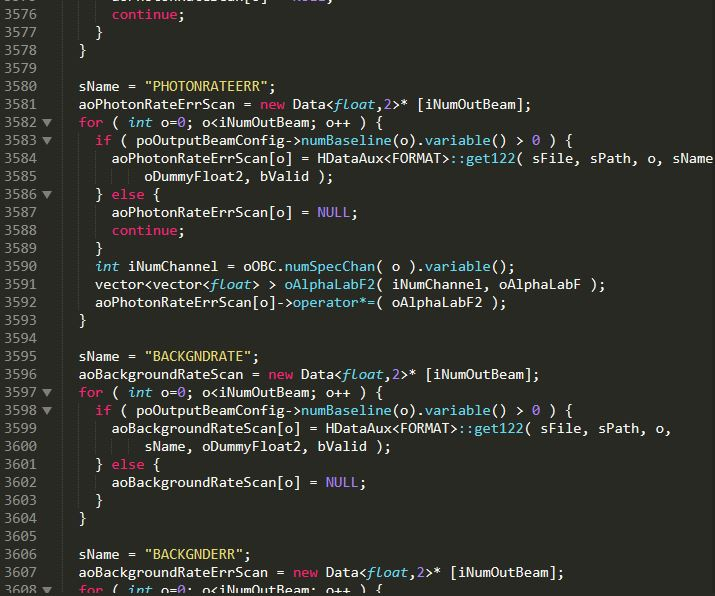 3576 continue;
3577 }
3578 }
3579
3580 sName = "PHOTONRATEERR";
3581 aoPhotonRateErrScan = new Data<float,2>* [iNumOutBeam];
3582 for ( int o=0; o<iNumOutBeam; o++ ) {
3583 if ( poOutputBeamConfig->numBaseline(o).variable() > 0 ) {
3584 aoPhotonRateErrScan[o] = HDataAux<FORMAT>::get122( sFile, sPath, o, sName
3585 oDummyFloat2, bValid );
3586 } else {
3587 aoPhotonRateErrScan[o] = NULL;
3588 continue;
3589 }
3590 int iNumChannel = oOBC.numSpecChan( o ).variable();
3591 vector<vector<float> > oAlphaLabF2( iNumChannel, oAlphaLabF );
3592 aoPhotonRateErrScan[o]->operator*=( oAlphaLabF2 );
3593 }
3594
3595 sName = "BACKGNDRATE";
3596 aoBackgroundRateScan = new Data<float,2>* [iNumOutBeam];
3597 for ( int o=0; o<iNumOutBeam; o++ ) {
3598 if ( poOutputBeamConfig->numBaseline(o).variable() > 0 ) {
3599 aoBackgroundRateScan[o] = HDataAux<FORMAT>::get122( sFile, sPath, o,
3600 sName, oDummyFloat2, bValid );
3601 } else {
3602 aoBackgroundRateScan[o] = NULL;
3603 }
3604 }
3605
3606 sName = "BACKGNDERR";
3607 aoBackgroundRateErrScan = new Data<float,2>* [iNumOutBeam];
3608 for ( int o=0; o<iNumOutBeam; o++ ) {